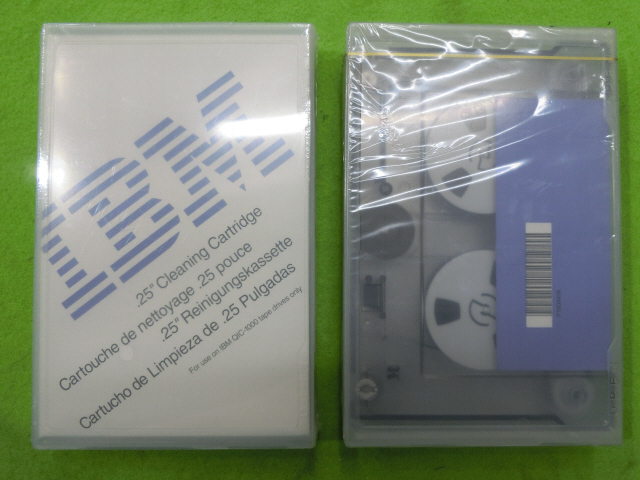 IBM
.25" Cleaning Cartridge
Cartouche de nettoyage .25 pouce
.25" Reinigungskassette
Cartucho de Limpieza de .25 Pulgadas
For use on IBM QIC-1000 tape drives only